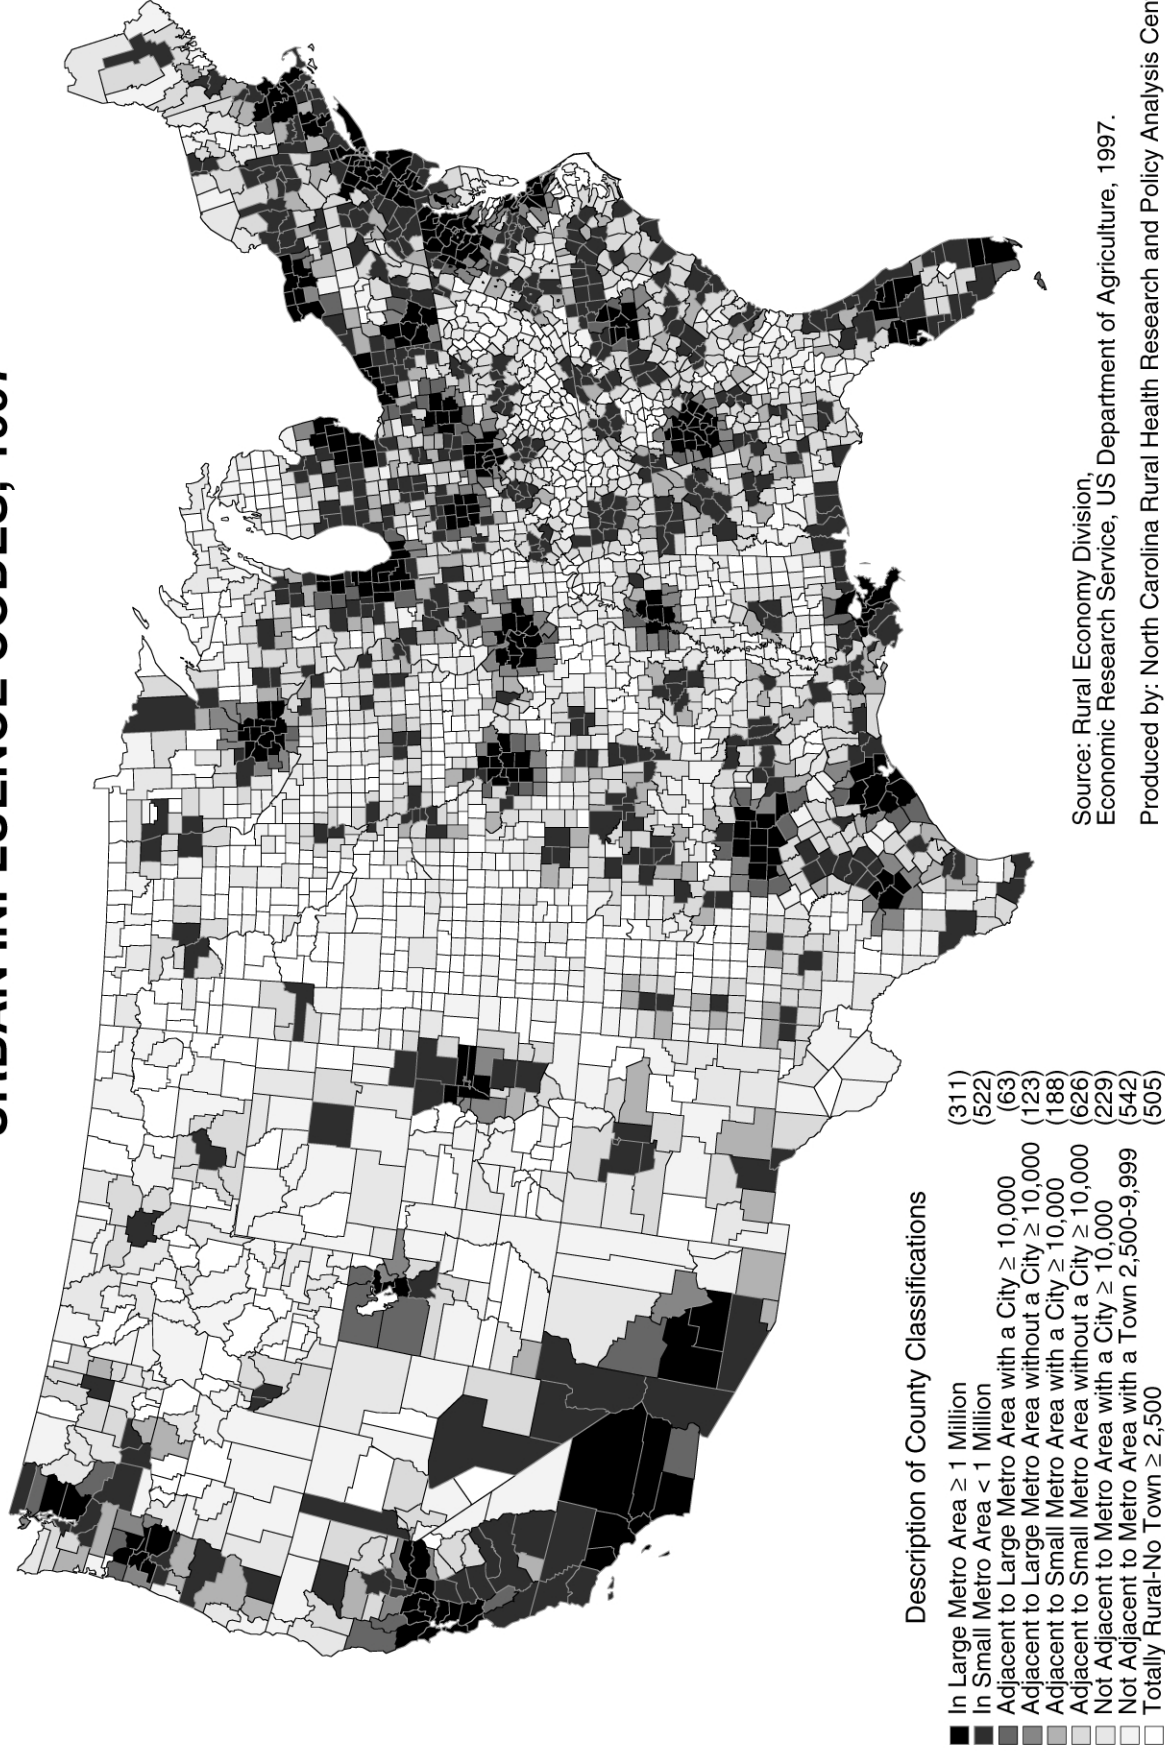 Description of County Classifications
In Large Metro Area ≥ 1 Million (311)
In Small Metro Area < 1 Million (522)
Adjacent to Large Metro Area with a City ≥ 10,000 (63)
Adjacent to Large Metro Area without a City ≥ 10,000 (123)
Adjacent to Small Metro Area with a City ≥ 10,000 (188)
Adjacent to Small Metro Area without a City ≥ 10,000 (626)
Not Adjacent to Metro Area with a City ≥ 10,000 (229)
Not Adjacent to Metro Area with a Town 2,500-9,999 (542)
Totally Rural-No Town ≥ 2,500 (505)
Source: Rural Economy Division,
Economic Research Service, US Department of Agriculture, 1997.
Produced by: North Carolina Rural Health Research and Policy Analysis Cen